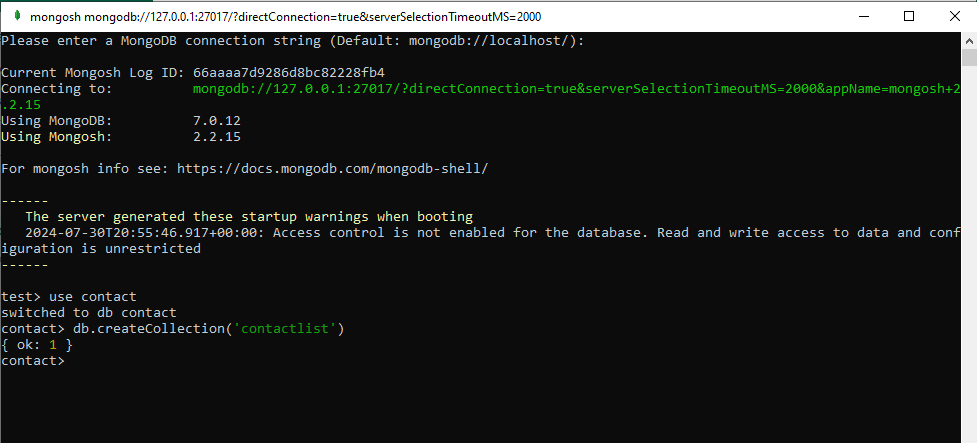 mongosh mongodb://127.0.0.1:27017/?directConnection=true&serverSelectionTimeoutMS=2000
Please enter a MongoDB connection string (Default: mongodb://localhost/):
Current Mongosh Log ID: 66aaaa7d9286d8bc82228fb4
Connecting to: mongodb://127.0.0.1:27017/?directConnection=true&serverSelectionTimeoutMS=2000&appName=mongosh+2
.2.15
Using MongoDB: 7.0.12
Using Mongosh: 2.2.15
For mongosh info see: https://docs.mongodb.com/mongodb-shell/
------
The server generated these startup warnings when booting
2024-07-30T20:55:46.917+00:00: Access control is not enabled for the database. Read and write access to data and conf
iguration is unrestricted
------
test> use contact
switched to db contact
contact> db.createCollection('contactlist')
{ ok: 1 }
contact>